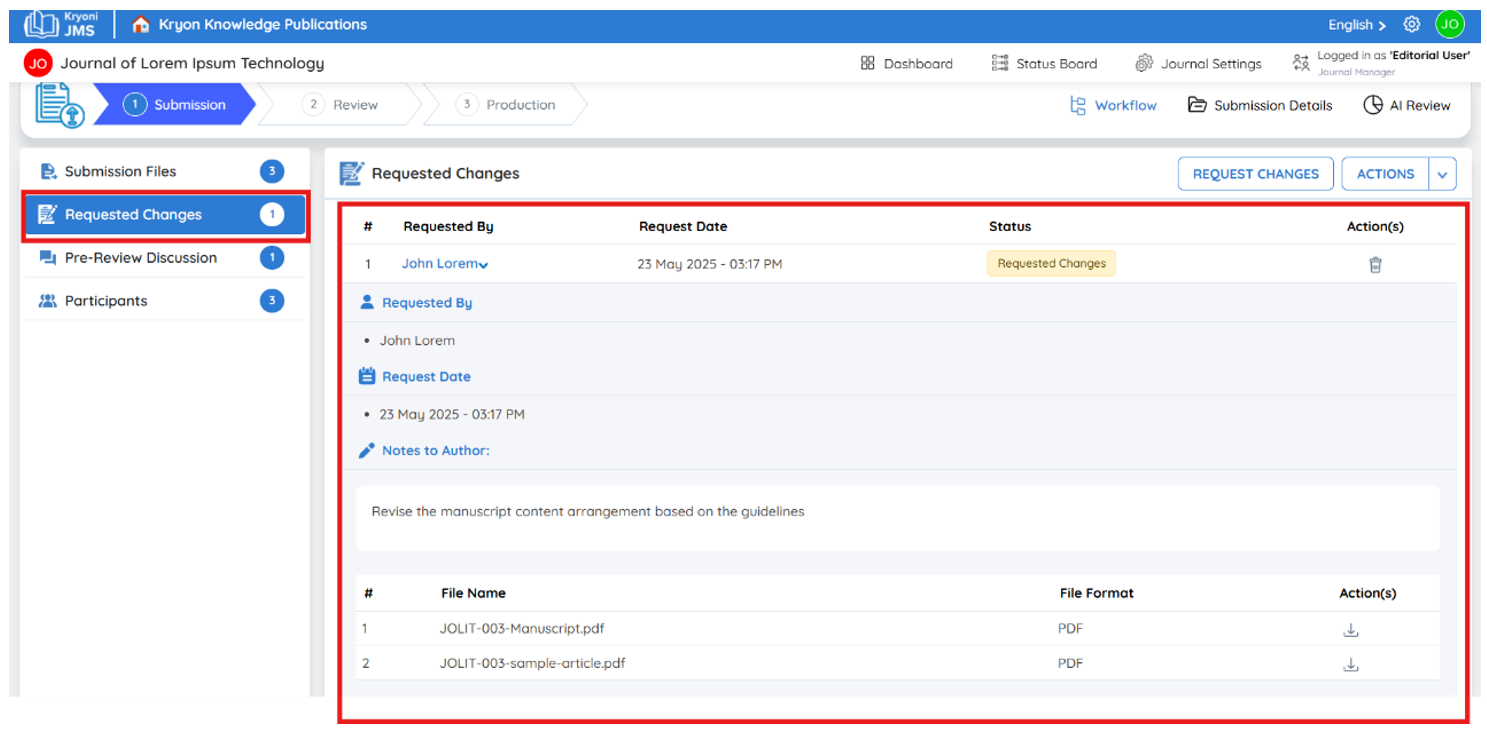 Kryoni
JMS
Kryon Knowledge Publications
English
JO
JO
Journal of Lorem Ipsum Technology
Dashboard
Status Board
Journal Settings
Logged in as 'Editorial User'
Journal Manager
1 Submission
2 Review
3 Production
Workflow
Submission Details
AI Review
Submission Files 3
Requested Changes 1
Pre-Review Discussion 1
Participants 3
Requested Changes
REQUEST CHANGES
ACTIONS
# Requested By Request Date Status Action(s)
1 John Lorem 23 May 2025 - 03:17 PM Requested Changes
Requested By
• John Lorem
Request Date
• 23 May 2025 - 03:17 PM
Notes to Author:
Revise the manuscript content arrangement based on the guidelines
# File Name File Format Action(s)
1 JOLIT-003-Manuscript.pdf PDF
2 JOLIT-003-sample-article.pdf PDF